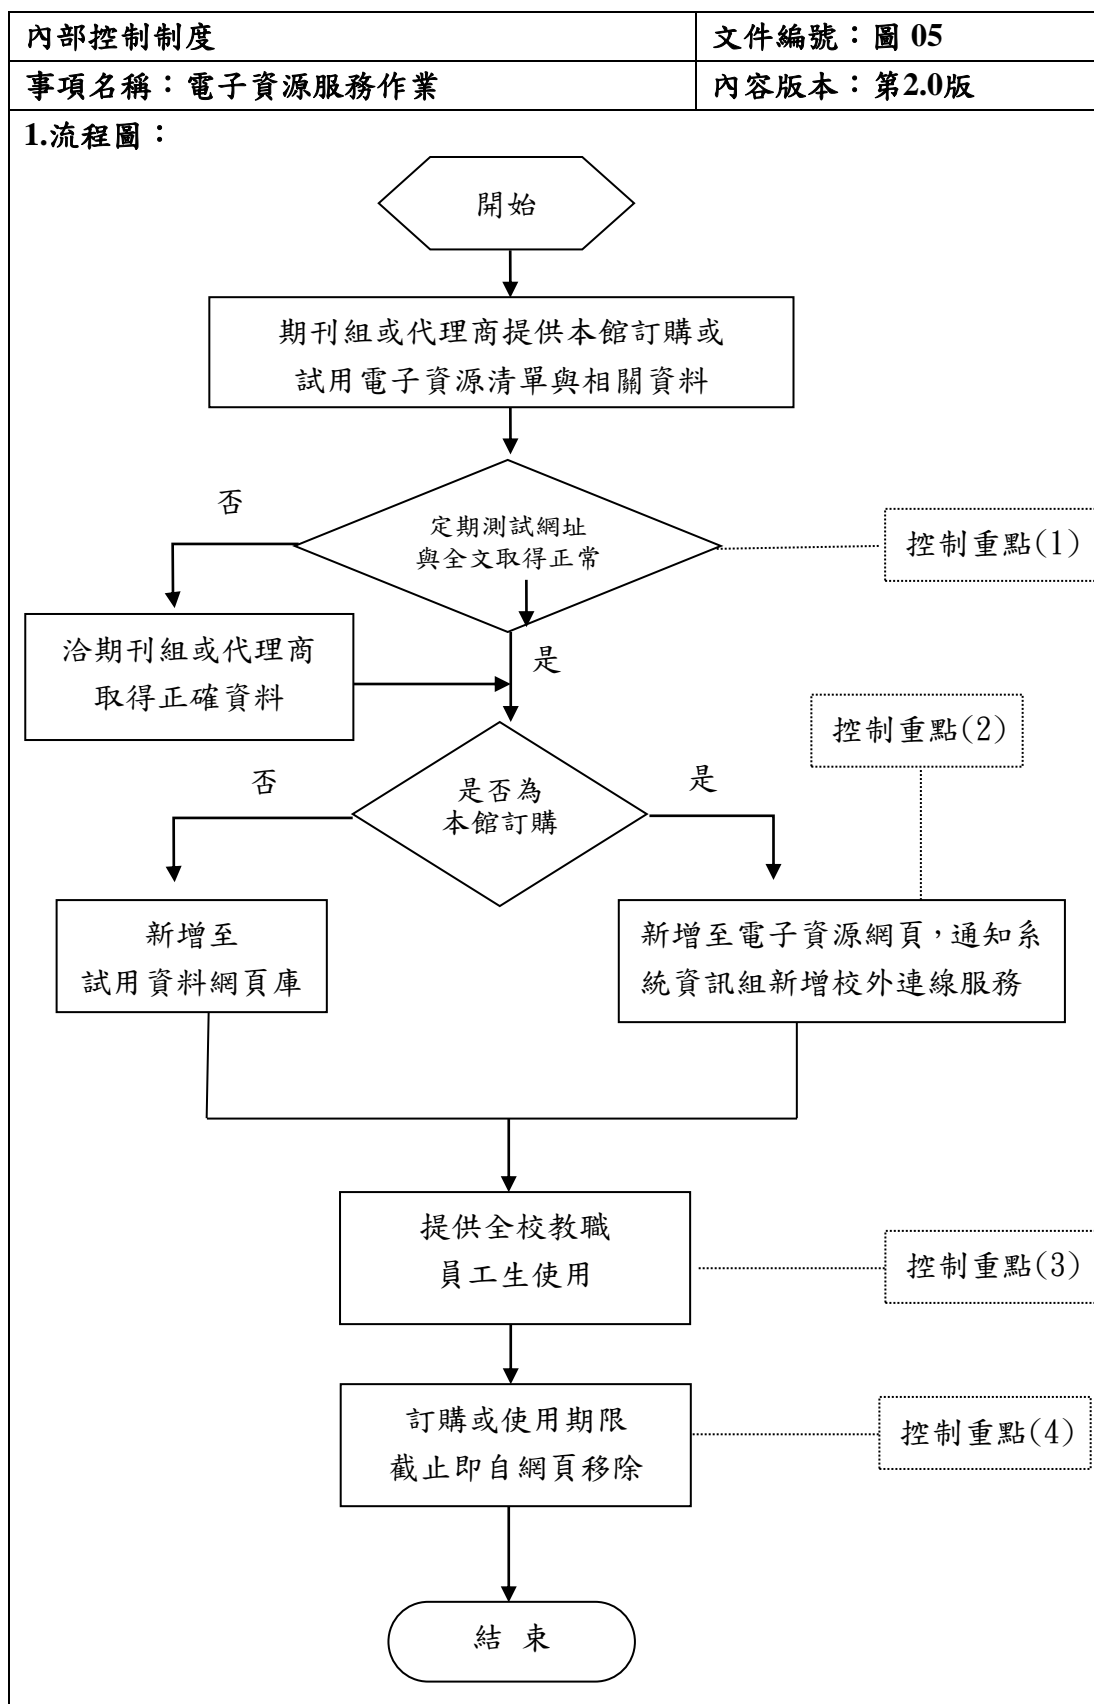 內部控制制度
文件編號：圖 05
事項名稱：電子資源服務作業
內容版本：第2.0版
1.流程圖：
開始
期刊組或代理商提供本館訂購或
試用電子資源清單與相關資料
否
定期測試網址
與全文取得正常
控制重點(1)
洽期刊組或代理商
取得正確資料
是
控制重點(2)
否
是否為
本館訂購
是
新增至
試用資料網頁庫
新增至電子資源網頁，通知系
統資訊組新增校外連線服務
提供全校教職
員工生使用
控制重點(3)
訂購或使用期限
截止即自網頁移除
控制重點(4)
結 束